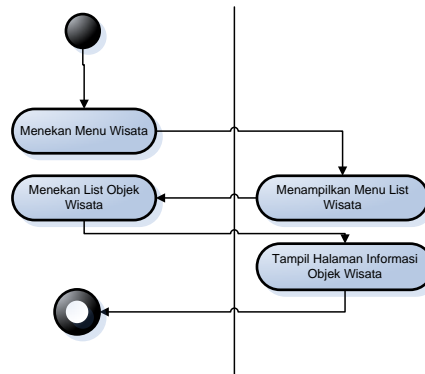 Menekan Menu Wisata
Menampilkan Menu List
Wisata
Menekan List Objek
Wisata
Tampil Halaman Informasi
Objek Wisata